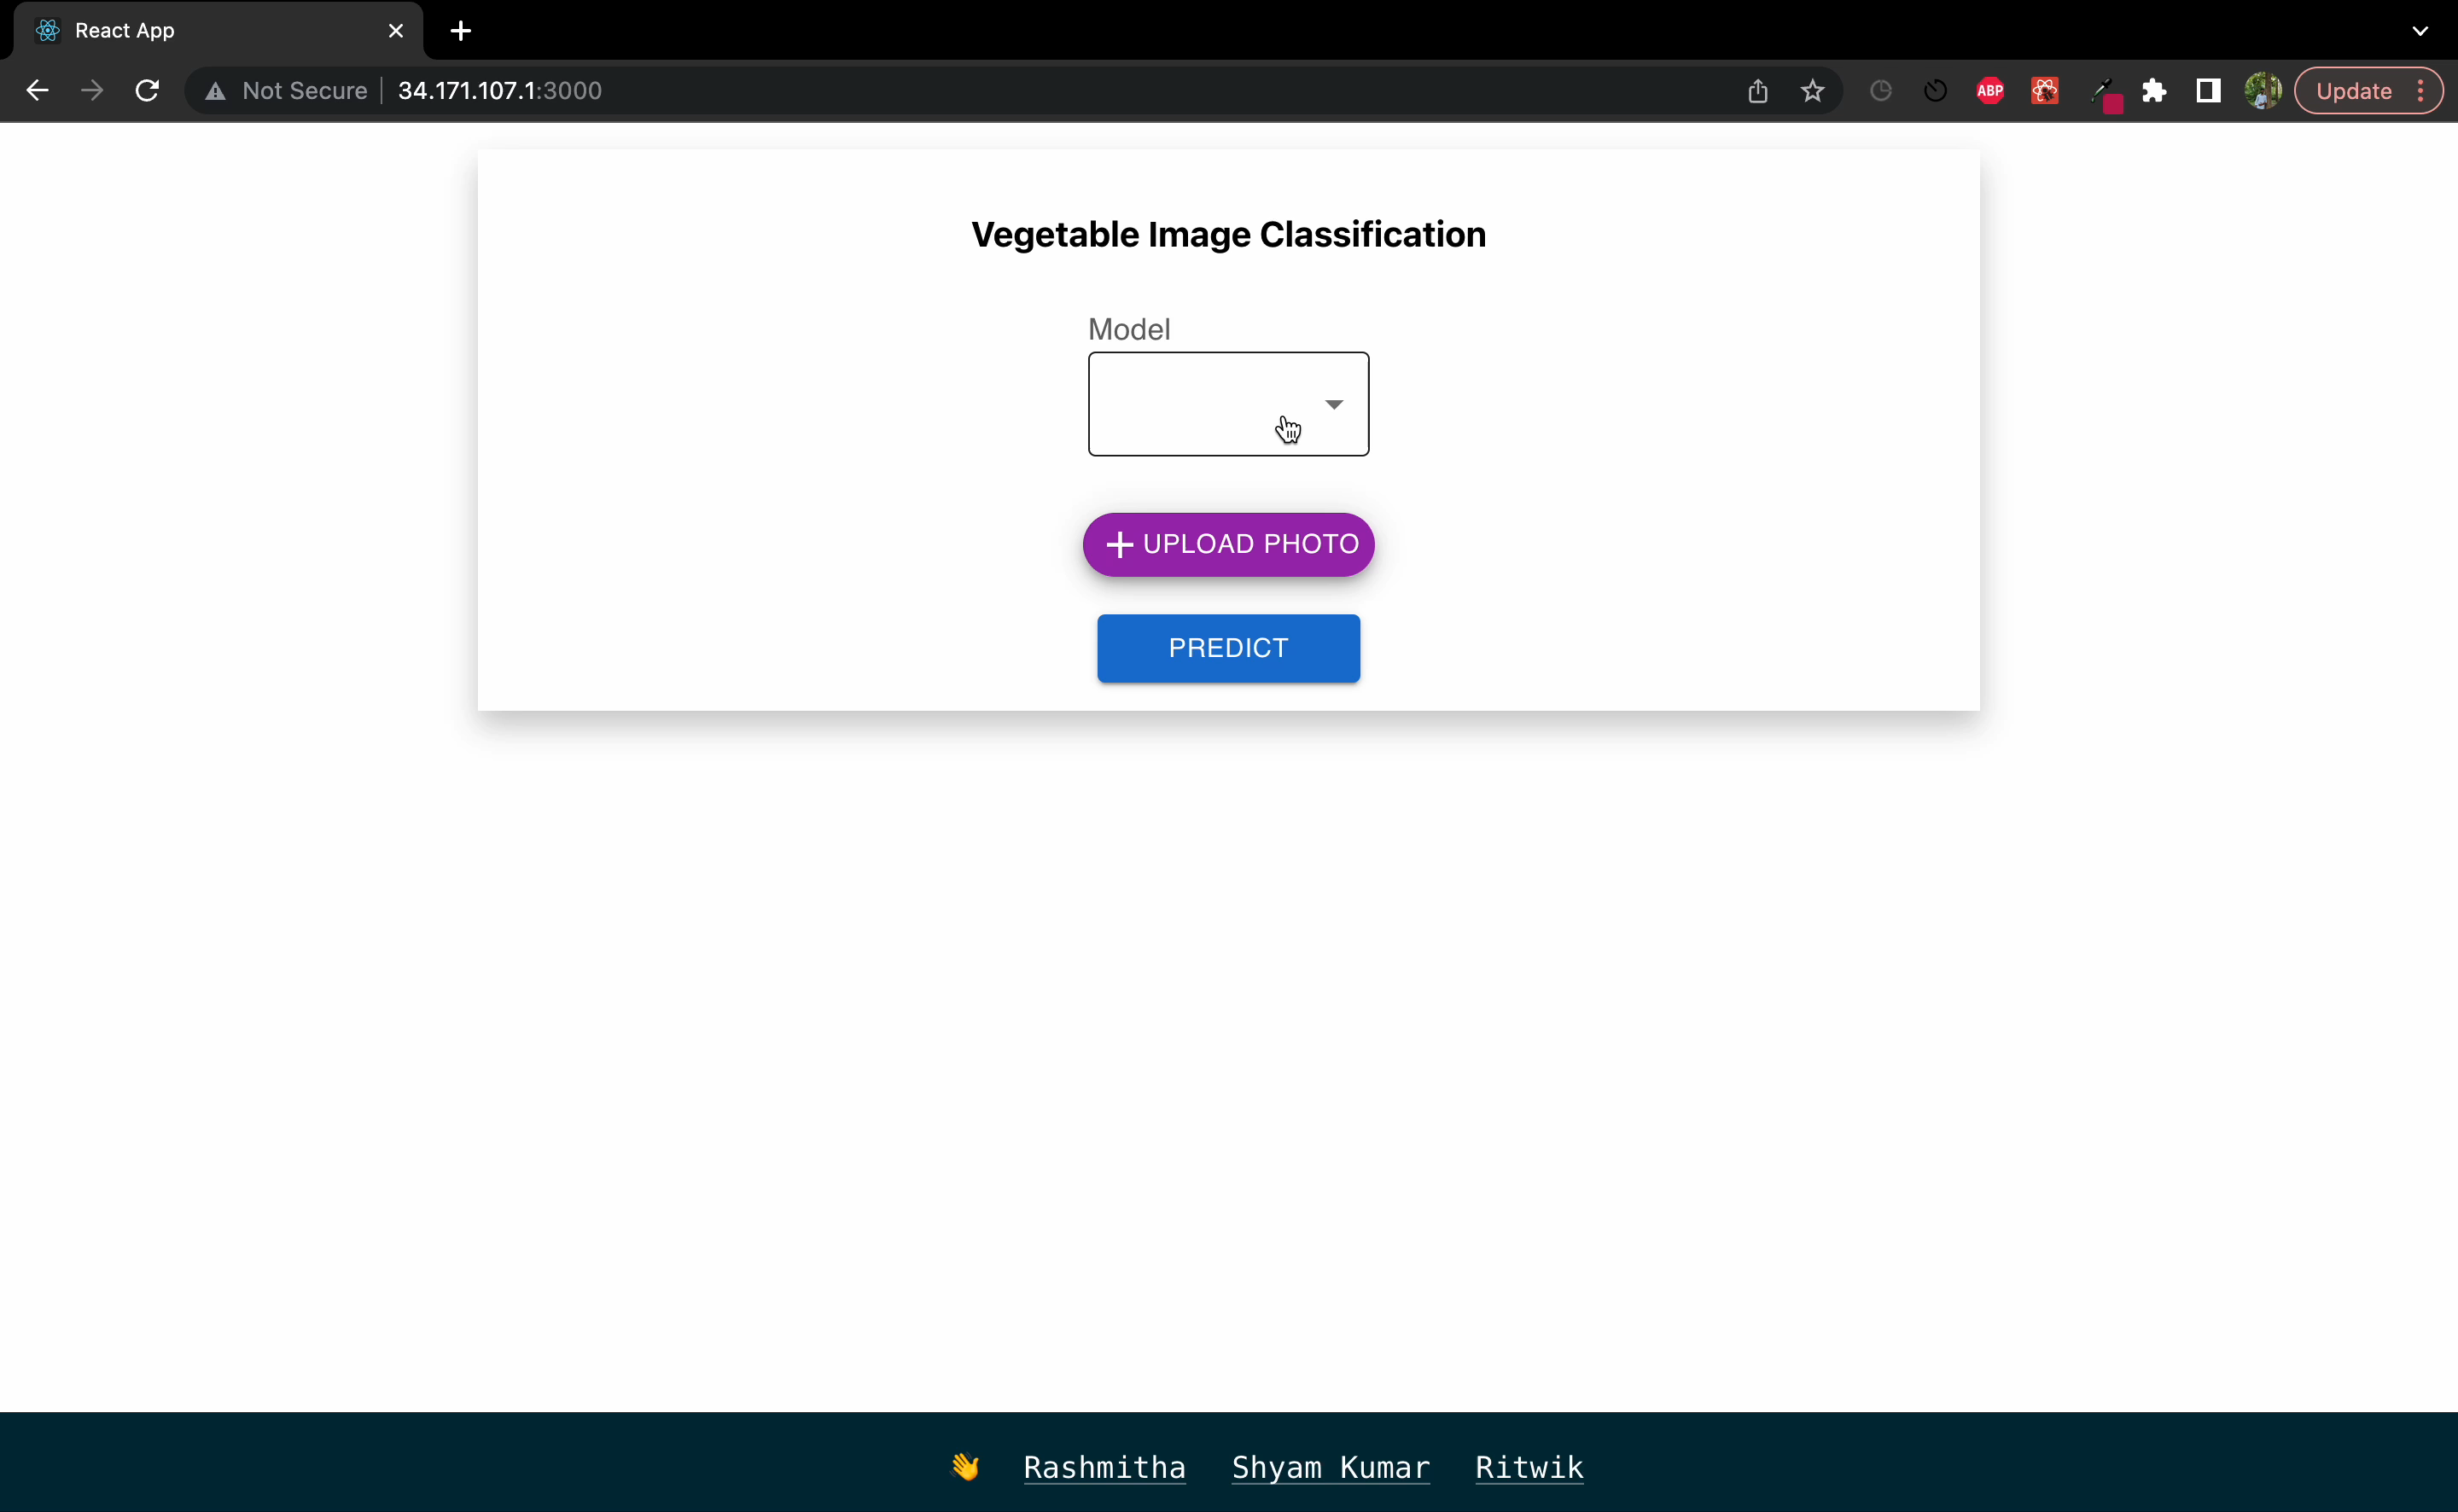 React App
Not Secure 34.171.107.1:3000 ABP Update
Vegetable Image Classification
Model
UPLOAD PHOTO
PREDICT
👋 Rashmitha Shyam Kumar Ritwik